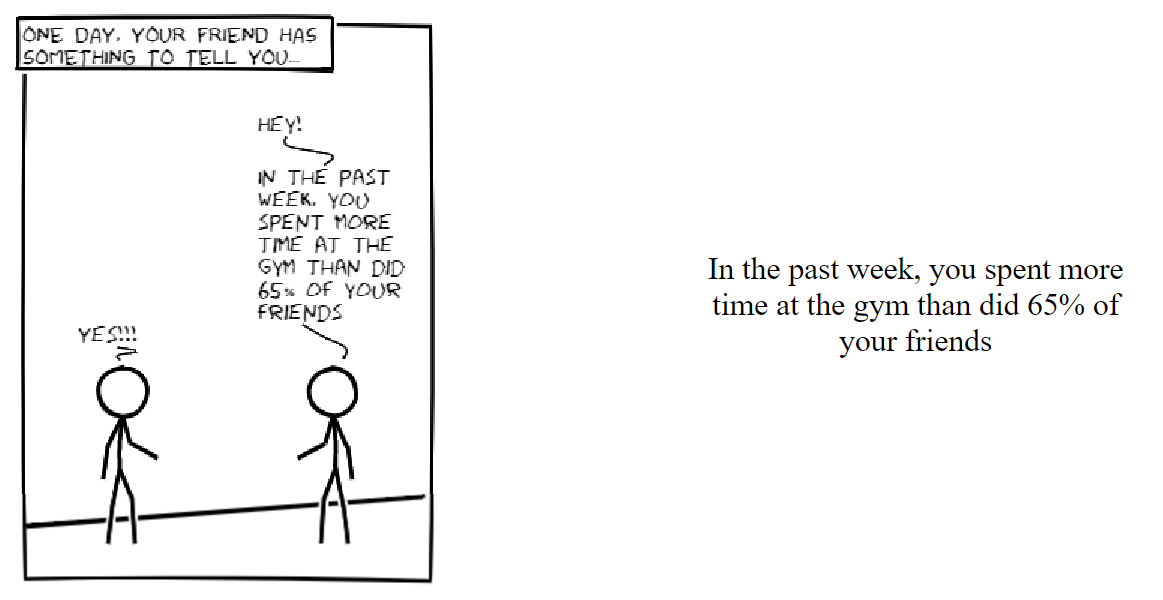 ONE DAY, YOUR FRIEND HAS
SOMETHING TO TELL YOU...
HEY!
IN THE PAST
WEEK, YOU
SPENT MORE
TIME AT THE
GYM THAN DID
65% OF YOUR
FRIENDS
YES!!!
In the past week, you spent more
time at the gym than did 65% of
your friends